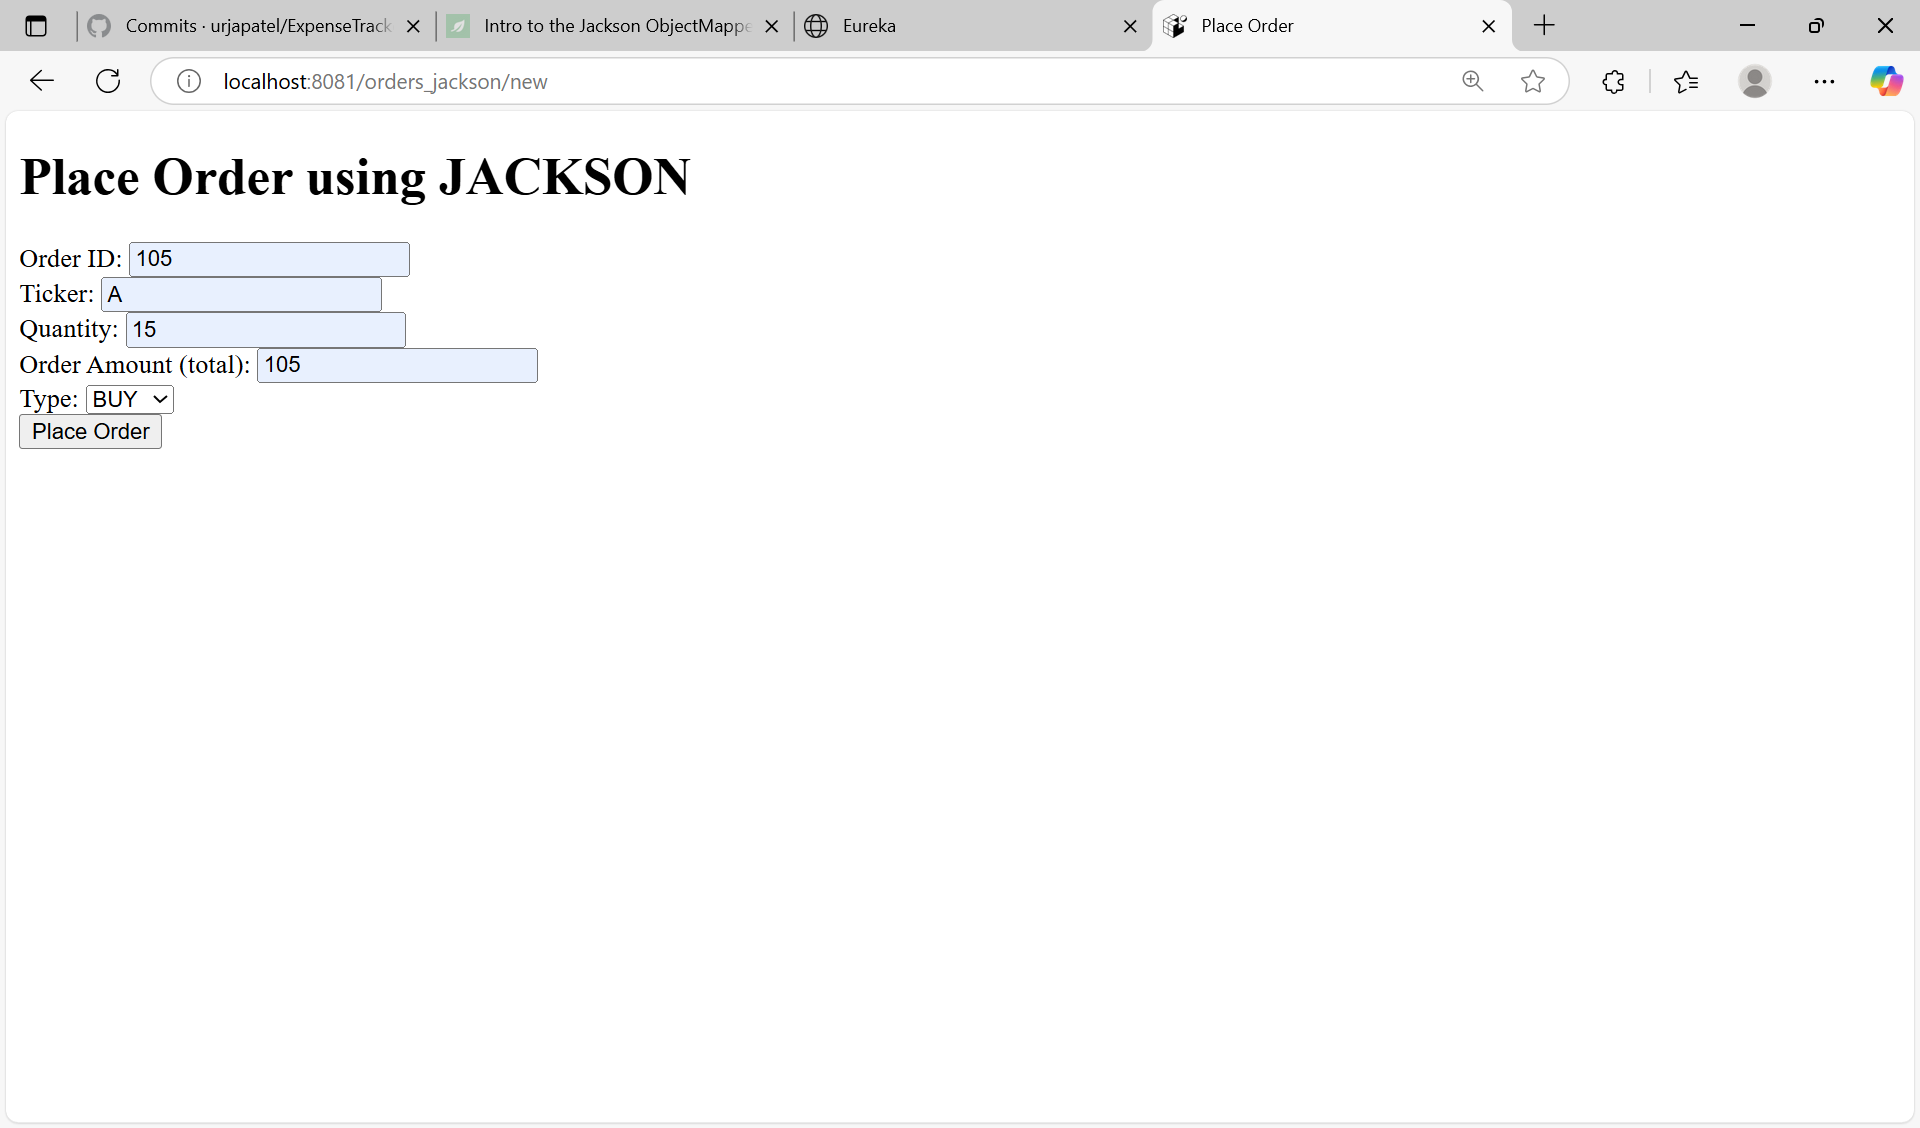 Commits · urjapatel/ExpenseTrack
Intro to the Jackson ObjectMappe
Eureka
Place Order
localhost:8081/orders_jackson/new
Place Order using JACKSON
Order ID: 105
Ticker: A
Quantity: 15
Order Amount (total): 105
Type: BUY
Place Order